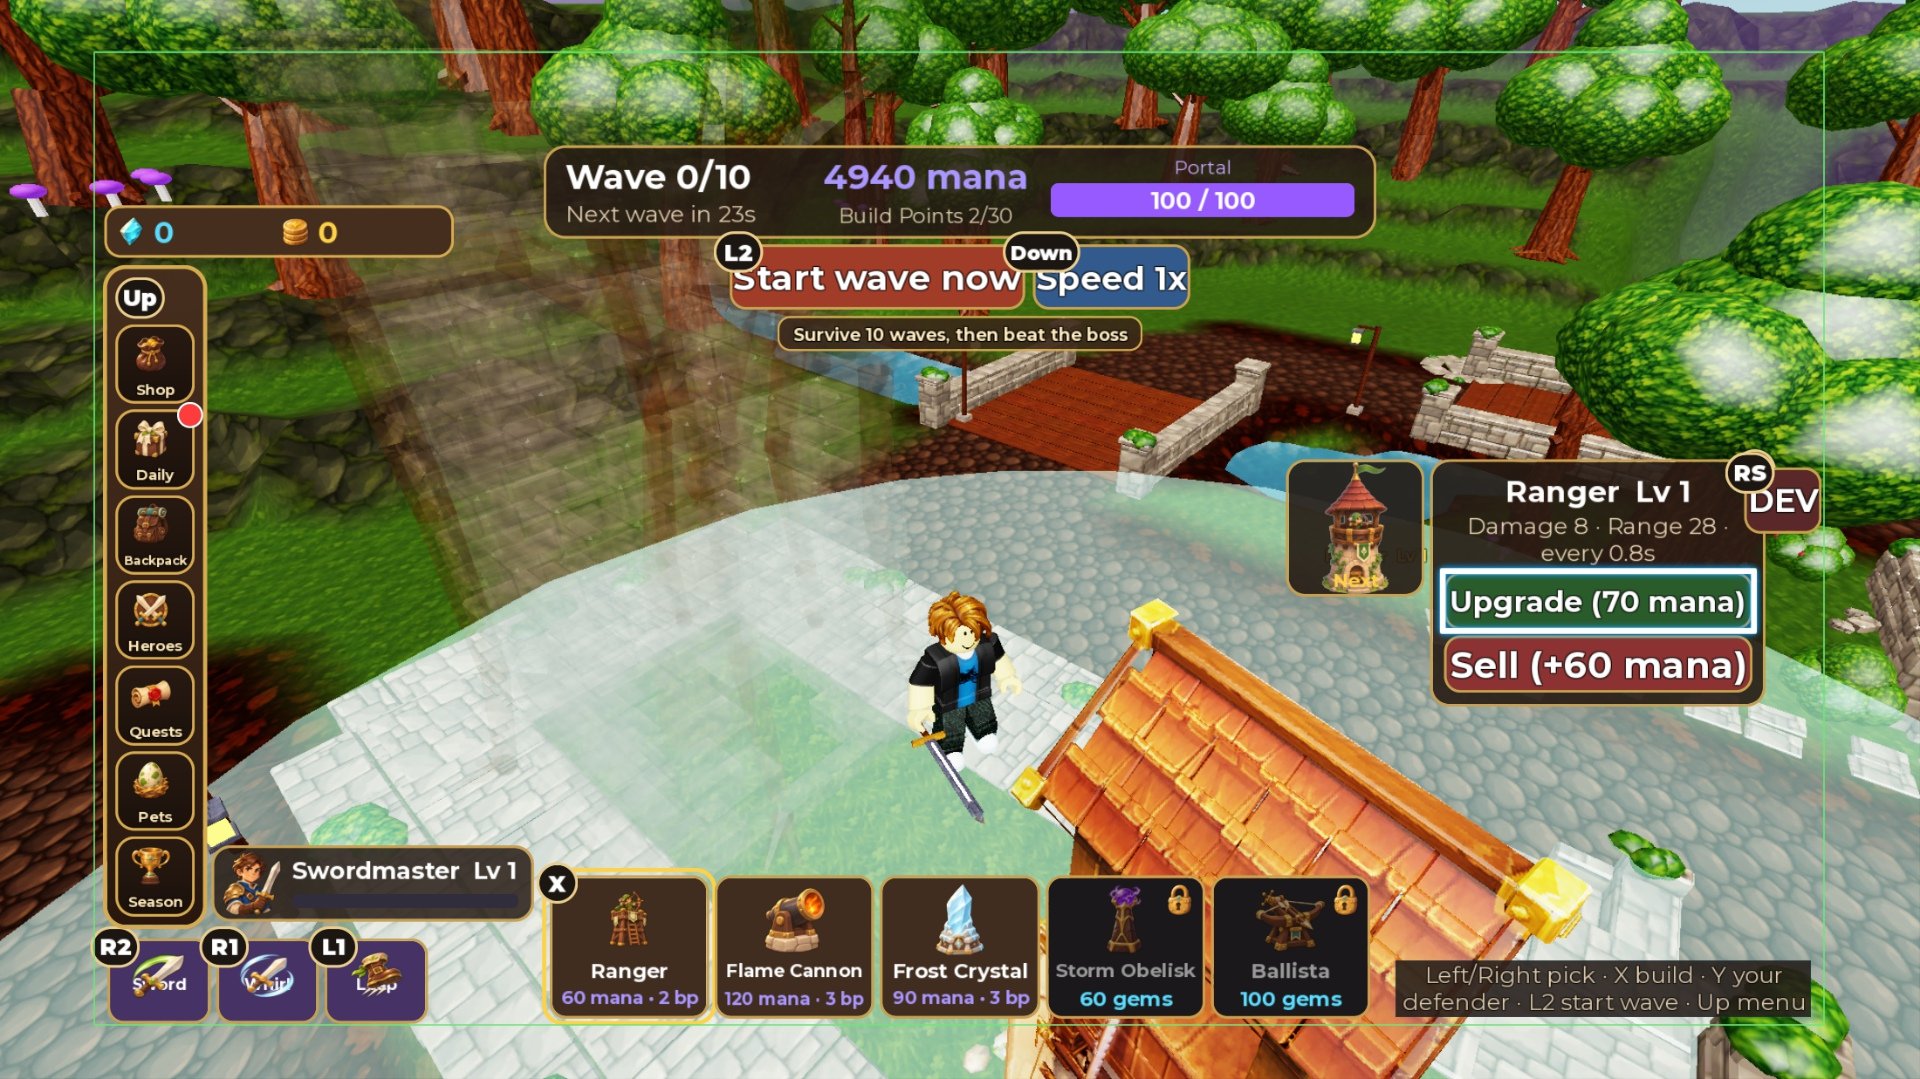 Wave 0/10
4940 mana
Portal
Next wave in 23s
Build Points 2/30
100 / 100
0
0
L2
Down
Start wave now
Speed 1x
Survive 10 waves, then beat the boss
Up
Shop
Daily
Backpack
Heroes
Quests
Pets
Season
Next
Ranger Lv 1
RS
DEV
Damage 8 · Range 28 ·
every 0.8s
Upgrade (70 mana)
Sell (+60 mana)
Swordmaster Lv 1
R2
R1
L1
Sword
Whirl
Leap
X
Ranger
60 mana · 2 bp
Flame Cannon
120 mana · 3 bp
Frost Crystal
90 mana · 3 bp
Storm Obelisk
60 gems
Ballista
100 gems
Left/Right pick · X build · Y your
defender · L2 start wave · Up menu